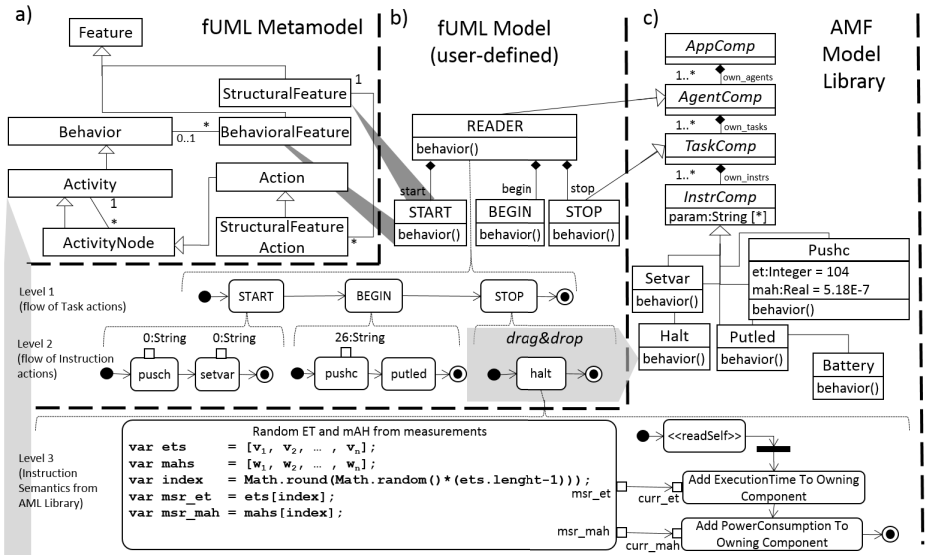 a)
fUML Metamodel
Feature
1
StructuralFeature
Behavior
*
0..1
BehavioralFeature
Activity
1
*
ActivityNode
Action
StructuralFeature
Action
*
b)
fUML Model
(user-defined)
READER
behavior()
start
begin
stop
START
behavior()
BEGIN
behavior()
STOP
behavior()
c)
AMF
Model
Library
AppComp
1..*
own_agents
AgentComp
1..*
own_tasks
TaskComp
1..*
own_instrs
InstrComp
param:String [*]
Pushc
et:Integer = 104
mah:Real = 5.18E-7
behavior()
Setvar
behavior()
Halt
behavior()
Putled
behavior()
Battery
behavior()
Level 1
(flow of Task actions)
START
BEGIN
STOP
Level 2
(flow of Instruction
actions)
0:String
0:String
pusch
setvar
26:String
pushc
putled
drag&drop
halt
Level 3
(Instruction
Semantics from
AML Library)
Random ET and mAH from measurements
var ets = [v1, v2, … , vn];
var mahs = [w1, w2, … , wn];
var index = Math.round(Math.random()*(ets.lenght-1)));
var msr_et = ets[index];
var msr_mah = mahs[index];
msr_et
msr_mah
curr_et
curr_mah
<<readSelf>>
Add ExecutionTime To Owning
Component
Add PowerConsumption To
Owning Component